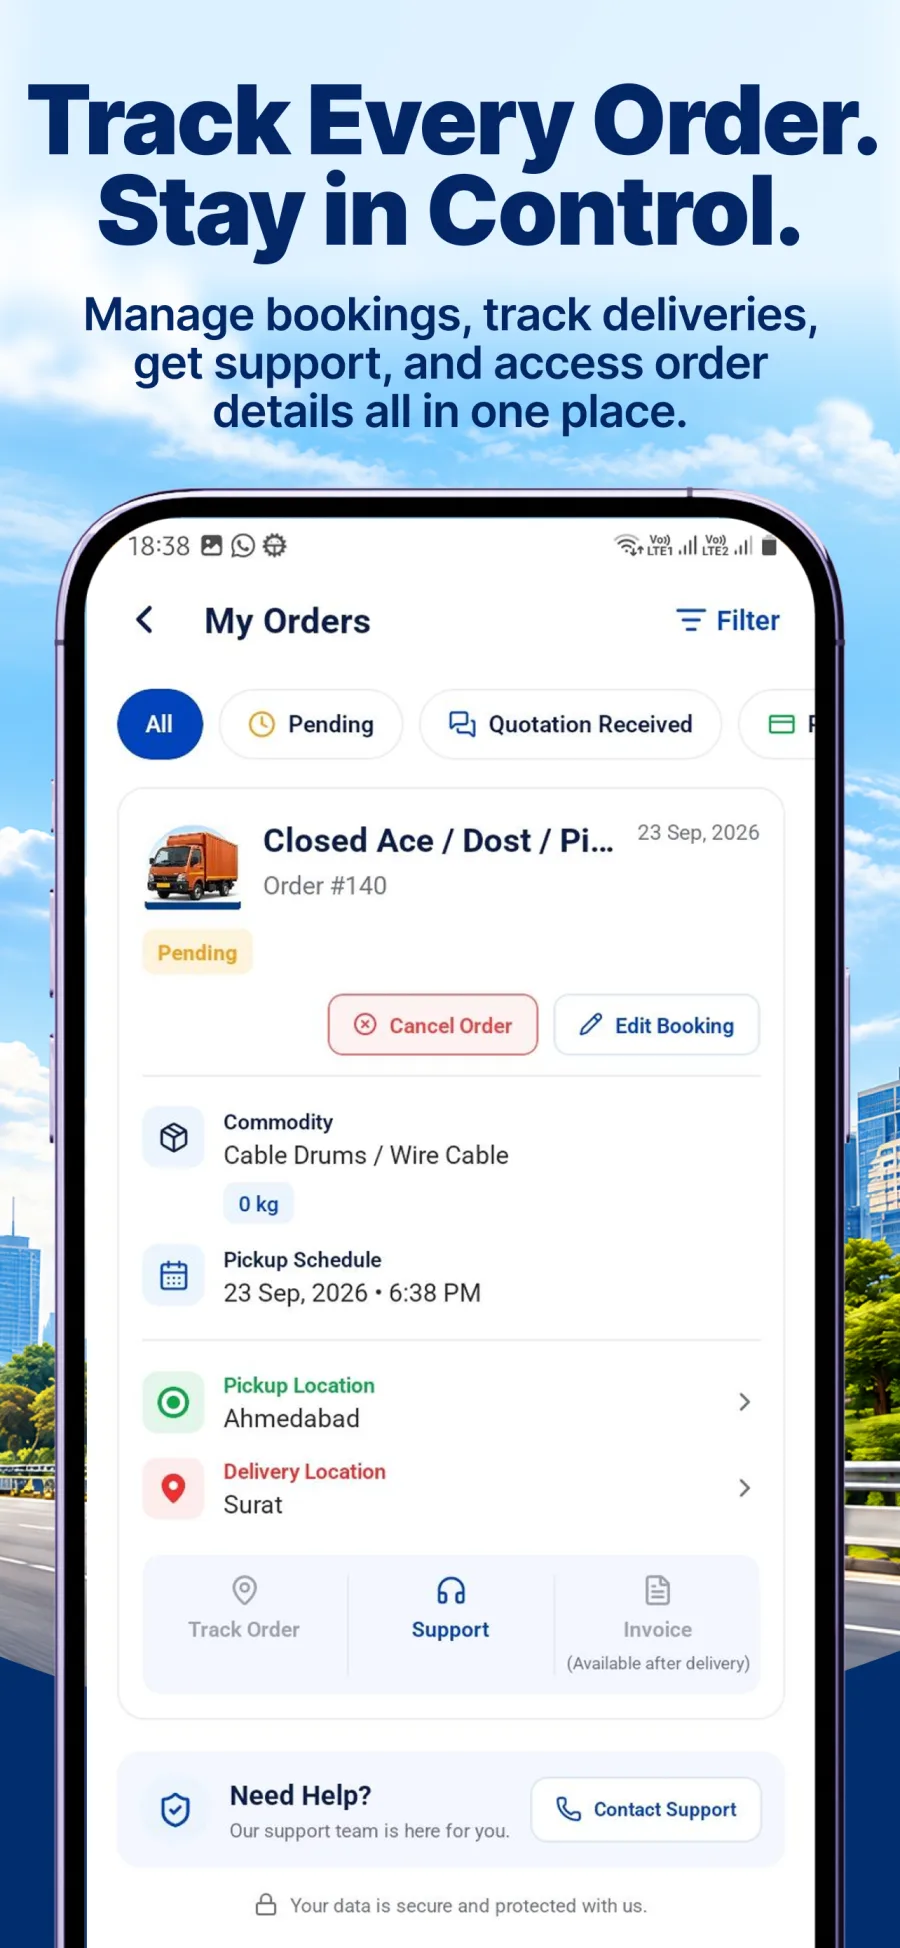 Track Every Order.
Stay in Control.
Manage bookings, track deliveries,
get support, and access order
details all in one place.
18:38
Vo)) LTE1 Vo)) LTE2
My Orders
Filter
All
Pending
Quotation Received
Closed Ace / Dost / Pi...
23 Sep, 2026
Order #140
Pending
Cancel Order
Edit Booking
Commodity
Cable Drums / Wire Cable
0 kg
Pickup Schedule
23 Sep, 2026 • 6:38 PM
Pickup Location
Ahmedabad
Delivery Location
Surat
Track Order
Support
Invoice
(Available after delivery)
Need Help?
Our support team is here for you.
Contact Support
Your data is secure and protected with us.